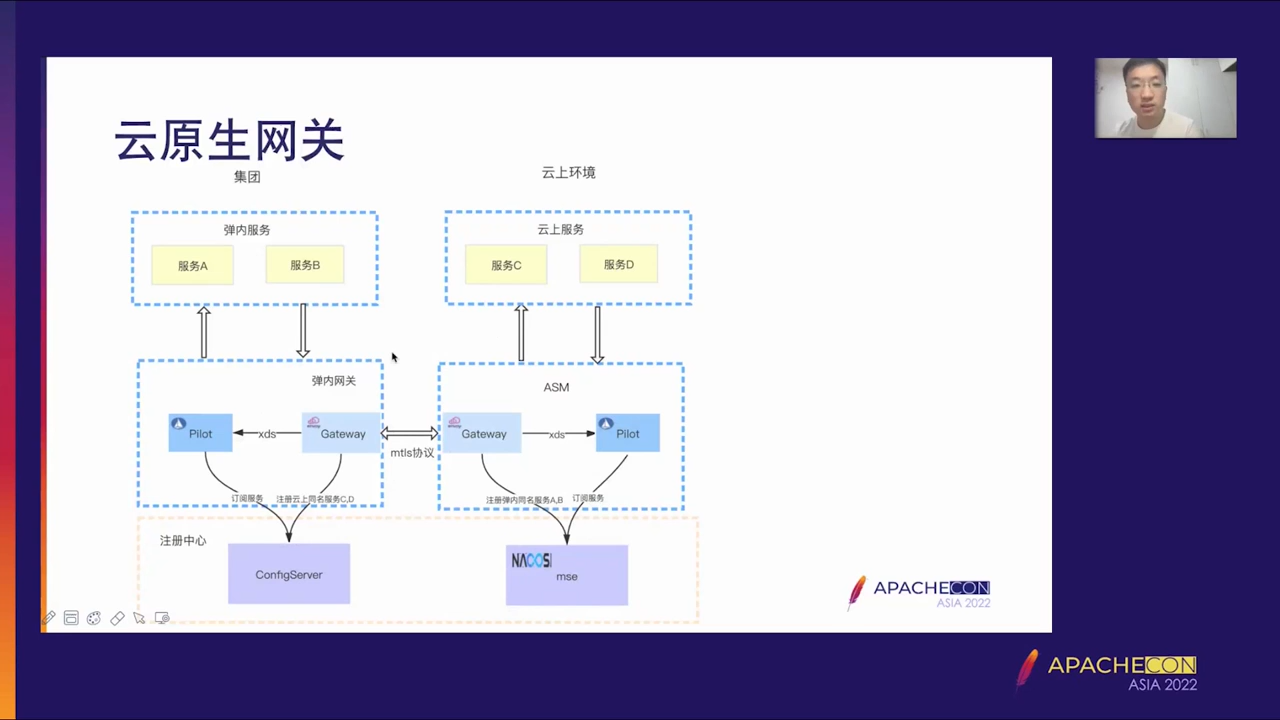 云原生网关
集团
云上环境
弹内服务
服务A
服务B
云上服务
服务C
服务D
弹内网关
Pilot
xds
Gateway
mtls协议
ASM
Gateway
xds
Pilot
订阅服务
注册云上同名服务C,D
注册弹内同名服务A,B
订阅服务
注册中心
ConfigServer
NACOS
mse
APACHECON
ASIA 2022
APACHECON
ASIA 2022